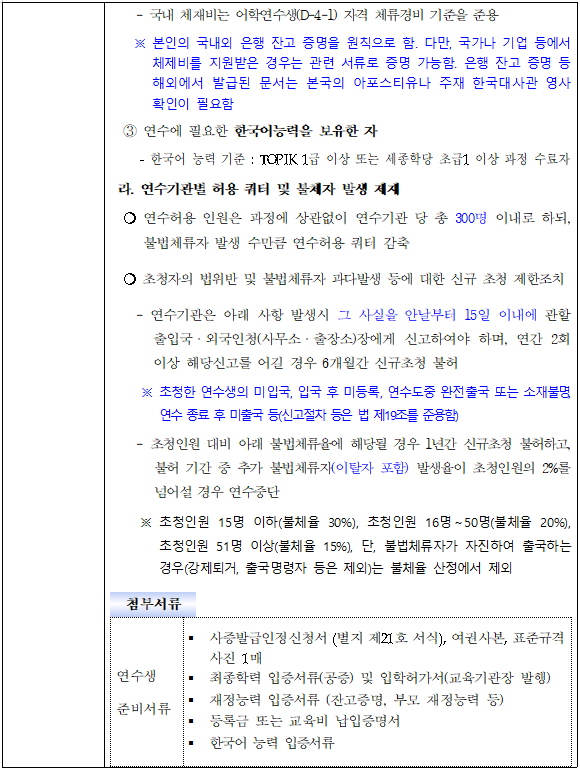 - 국내 체재비는 어학연수생(D-4-1) 자격 체류경비 기준을 준용
※ 본인의 국내외 은행 잔고 증명을 원칙으로 함. 다만, 국가나 기업 등에서
체제비를 지원받은 경우는 관련 서류로 증명 가능함. 은행 잔고 증명 등
해외에서 발급된 문서는 본국의 아포스티유나 주재 한국대사관 영사
확인이 필요함
③ 연수에 필요한 한국어능력을 보유한 자
- 한국어 능력 기준 : TOPIK 1급 이상 또는 세종학당 초급1 이상 과정 수료자
라. 연수기관별 허용 쿼터 및 불체자 발생 제재
❍ 연수허용 인원은 과정에 상관없이 연수기관 당 총 300명 이내로 하되,
불법체류자 발생 수만큼 연수허용 쿼터 감축
❍ 초청자의 법위반 및 불법체류자 과다발생 등에 대한 신규 초청 제한조치
- 연수기관은 아래 사항 발생시 그 사실을 안날부터 15일 이내에 관할
출입국·외국인청(사무소·출장소)장에게 신고하여야 하며, 연간 2회
이상 해당신고를 어길 경우 6개월간 신규초청 불허
※ 초청한 연수생의 미입국, 입국 후 미등록, 연수도중 완전출국 또는 소재불명,
연수 종료 후 미출국 등(신고절차 등은 법 제19조를 준용함)
- 초청인원 대비 아래 불법체류율에 해당될 경우 1년간 신규초청 불허하고,
불허 기간 중 추가 불법체류자(이탈자 포함) 발생율이 초청인원의 2%를
넘어설 경우 연수중단
※ 초청인원 15명 이하(불체율 30%), 초청인원 16명~50명(불체율 20%),
초청인원 51명 이상(불체율 15%), 단, 불법체류자가 자진하여 출국하는
경우(강제퇴거, 출국명령자 등은 제외)는 불체율 산정에서 제외
첨부서류
연수생
준비서류
▪ 사증발급인정신청서 (별지 제21호 서식), 여권사본, 표준규격
사진 1매
▪ 최종학력 입증서류(공증) 및 입학허가서(교육기관장 발행)
▪ 재정능력 입증서류 (잔고증명, 부모 재정능력 등)
▪ 등록금 또는 교육비 납입증명서
▪ 한국어 능력 입증서류